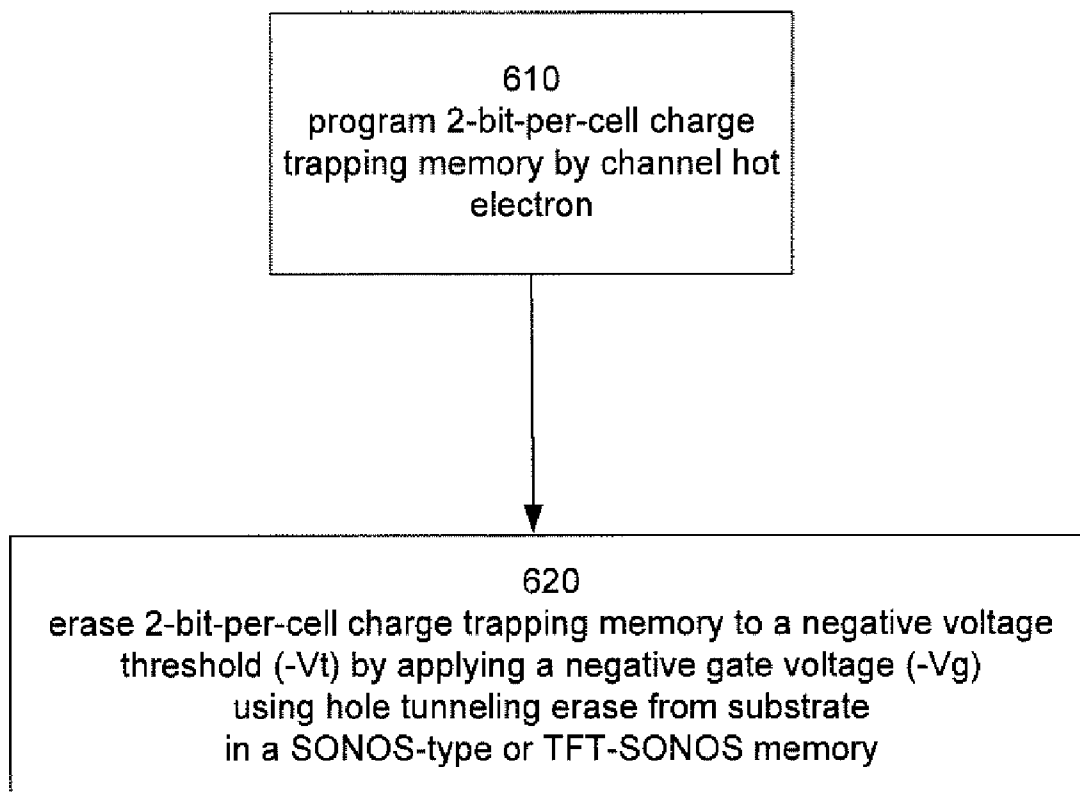 610
program 2-bit-per-cell charge
trapping memory by channel hot
electron
620
erase 2-bit-per-cell charge trapping memory to a negative voltage
threshold (-Vt) by applying a negative gate voltage (-Vg)
using hole tunneling erase from substrate
in a SONOS-type or TFT-SONOS memory